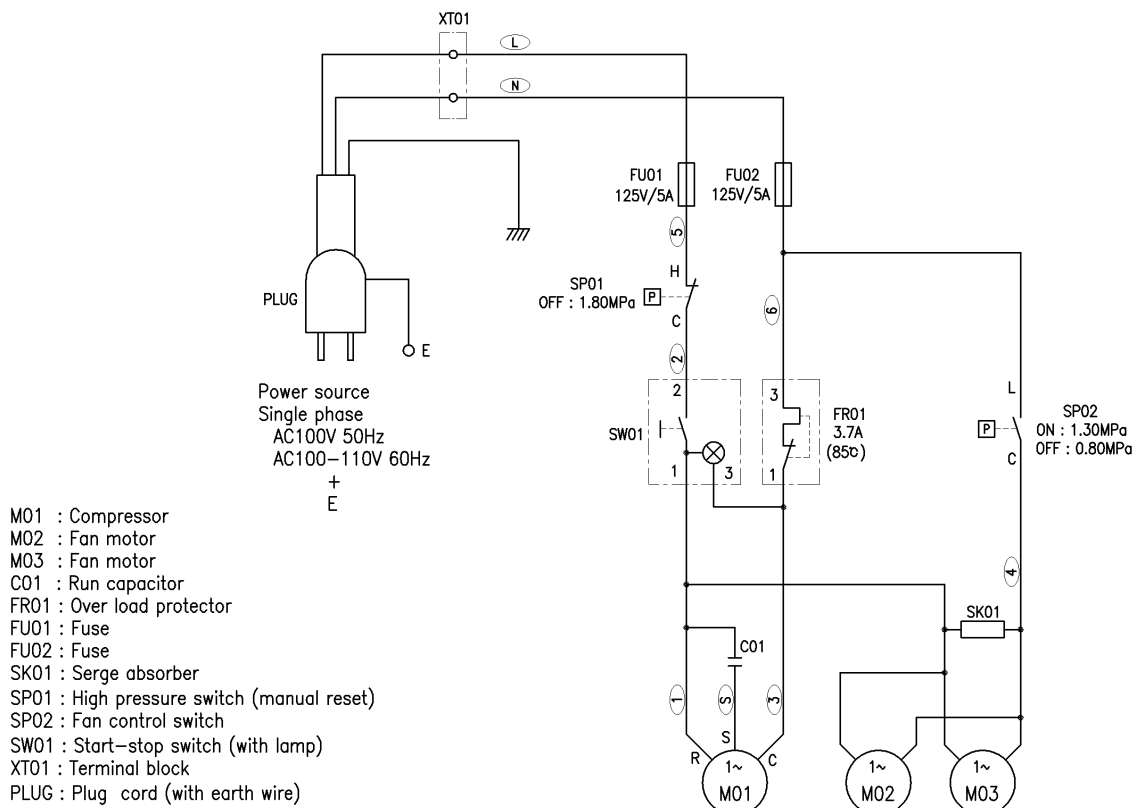 XT01
L
N
FU01
125V/5A
FU02
125V/5A
5
H
SP01
OFF : 1.80MPa
P
C
6
PLUG
E
2
Power source
Single phase
AC100V 50Hz
AC100-110V 60Hz
+
E
2
SW01
1
3
3
FR01
3.7A
(85℃)
1
L
P
SP02
ON : 1.30MPa
OFF : 0.80MPa
C
4
SK01
C01
1
S
3
R
S
C
1~
M01
1~
M02
1~
M03
M01 : Compressor
M02 : Fan motor
M03 : Fan motor
C01 : Run capacitor
FR01 : Over load protector
FU01 : Fuse
FU02 : Fuse
SK01 : Serge absorber
SP01 : High pressure switch (manual reset)
SP02 : Fan control switch
SW01 : Start-stop switch (with lamp)
XT01 : Terminal block
PLUG : Plug cord (with earth wire)